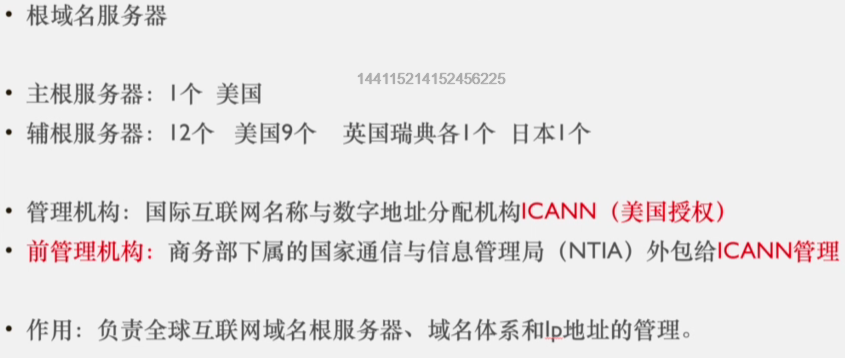 • 根域名服务器
144115214152456225
• 主根服务器：1个 美国
• 辅根服务器：12个 美国9个 英国瑞典各1个 日本1个
• 管理机构：国际互联网名称与数字地址分配机构ICANN（美国授权）
• 前管理机构：商务部下属的国家通信与信息管理局（NTIA）外包给ICANN管理
• 作用：负责全球互联网域名根服务器、域名体系和Ip地址的管理。